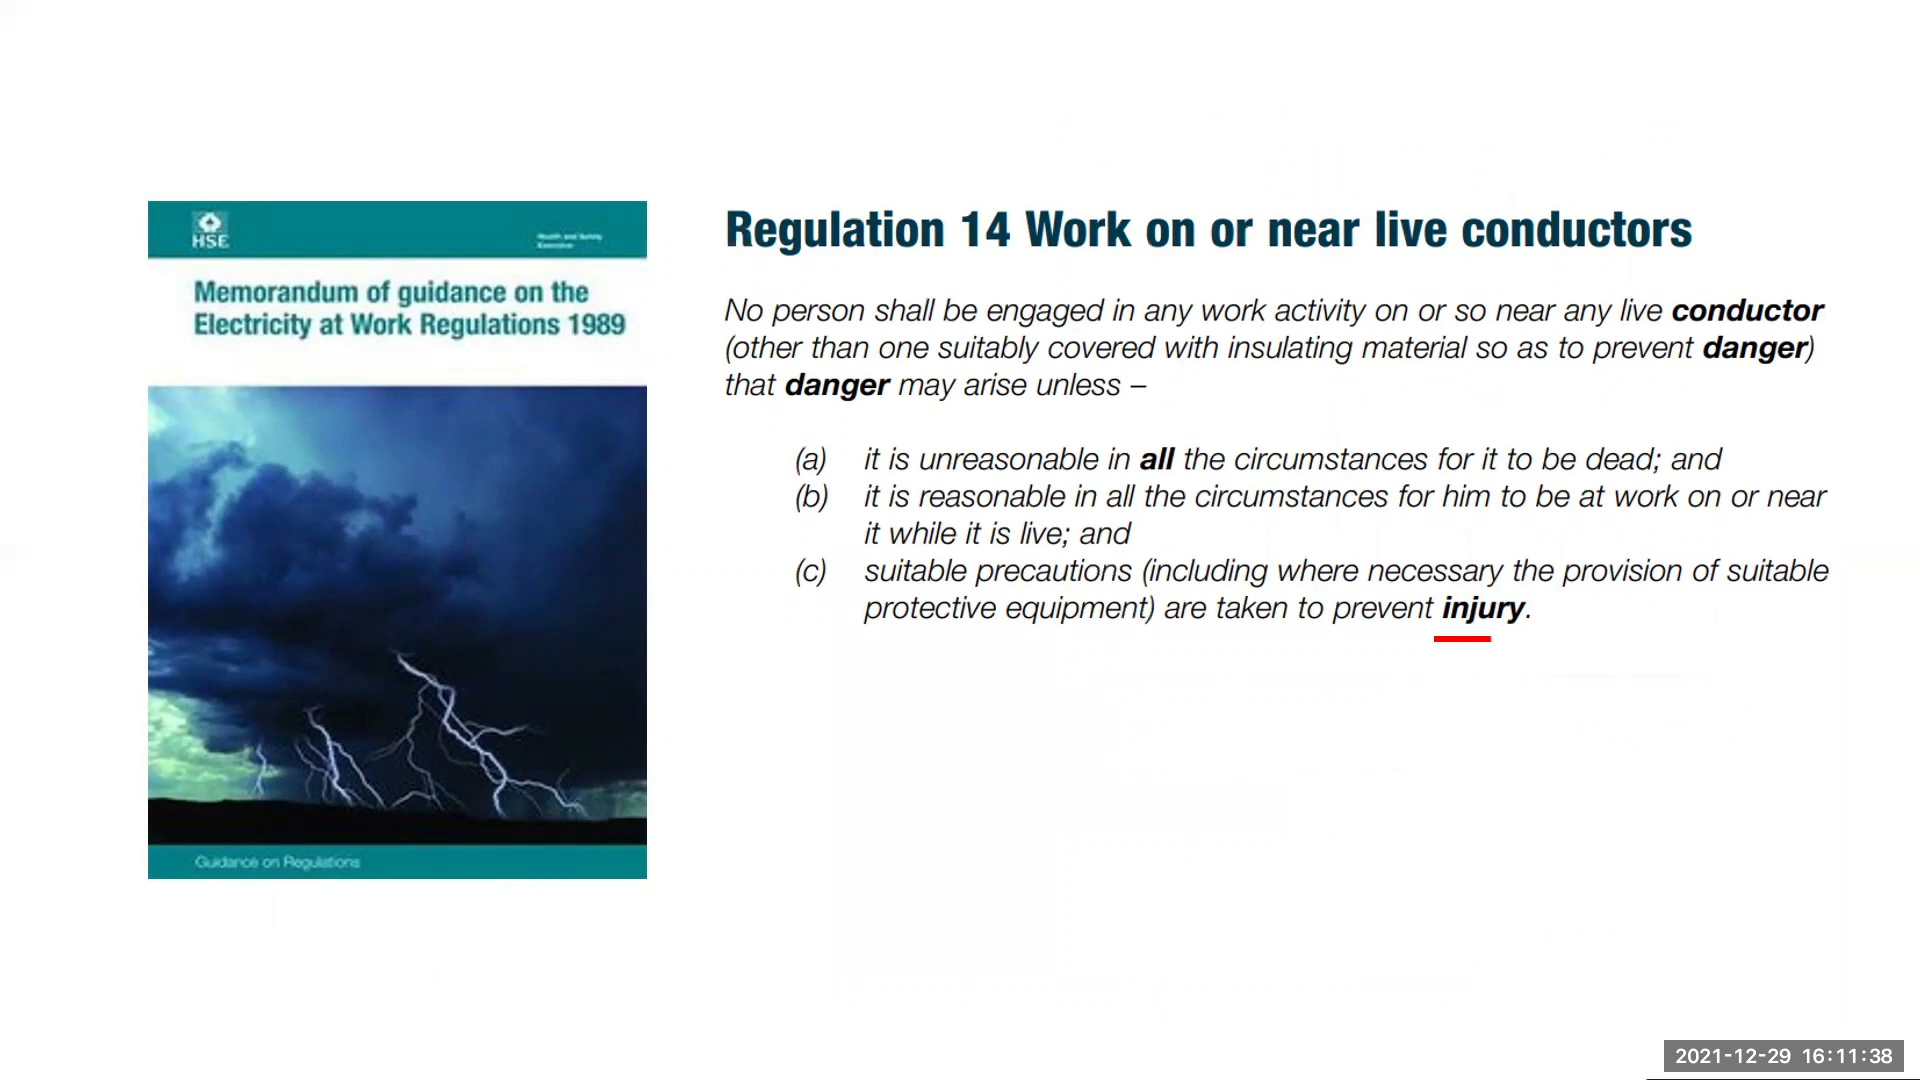 HSE
Health and Safety
Executive
Memorandum of guidance on the
Electricity at Work Regulations 1989
Guidance on Regulations
Regulation 14 Work on or near live conductors
No person shall be engaged in any work activity on or so near any live conductor
(other than one suitably covered with insulating material so as to prevent danger)
that danger may arise unless –
(a) it is unreasonable in all the circumstances for it to be dead; and
(b) it is reasonable in all the circumstances for him to be at work on or near
it while it is live; and
(c) suitable precautions (including where necessary the provision of suitable
protective equipment) are taken to prevent injury.
2021-12-29 16:11:38